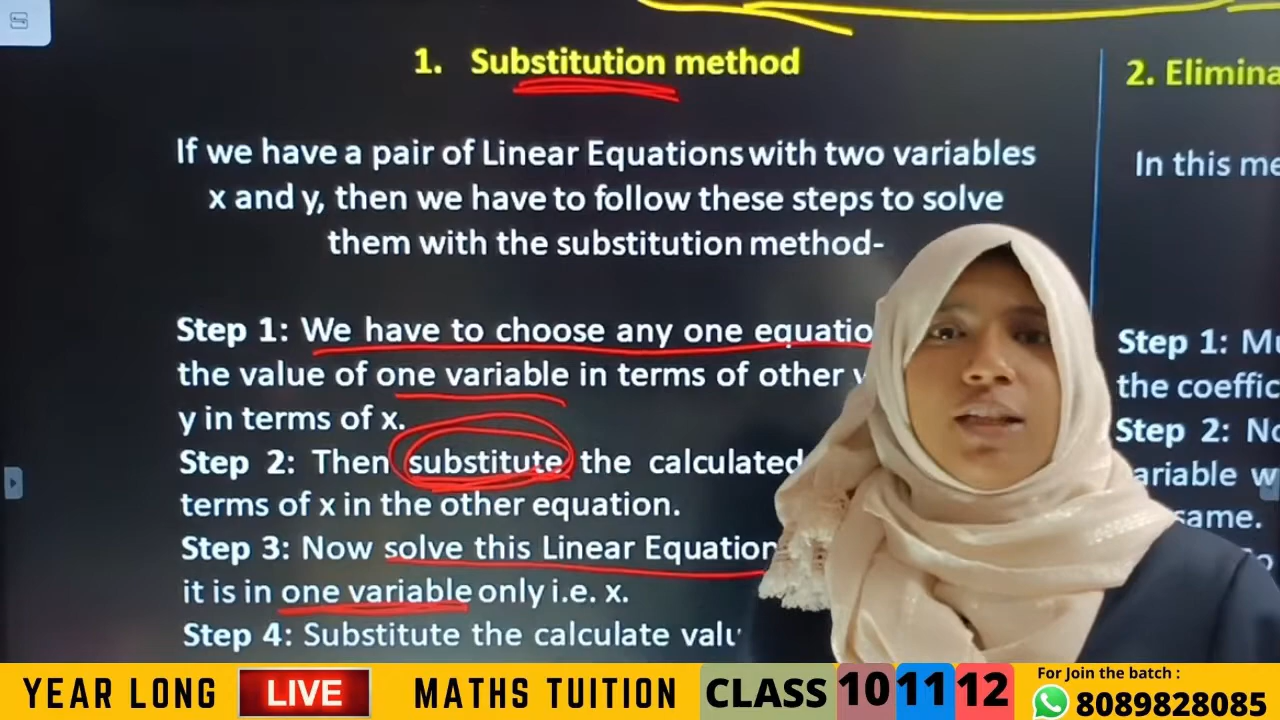 1. Substitution method
If we have a pair of Linear Equations with two variables
x and y, then we have to follow these steps to solve
them with the substitution method-
Step 1: We have to choose any one equatio
the value of one variable in terms of other v
y in terms of x.
Step 2: Then substitute the calculated
terms of x in the other equation.
Step 3: Now solve this Linear Equation
it is in one variable only i.e. x.
Step 4: Substitute the calculate valu
2. Elimina
In this me
Step 1: Mu
the coeffic
Step 2: No
ariable w
same.
YEAR LONG LIVE MATHS TUITION CLASS 10 11 12
For Join the batch :
8089828085